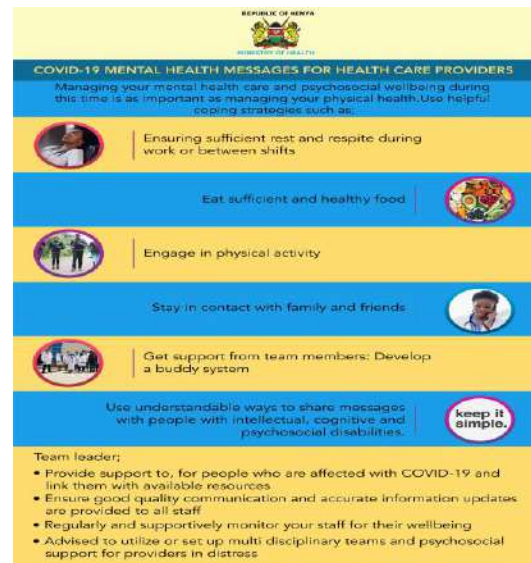 REPUBLIC OF KENYA
MINISTRY OF HEALTH
COVID-19 MENTAL HEALTH MESSAGES FOR HEALTH CARE PROVIDERS
Managing your mental health care and psychosocial wellbeing during
this time is as important as managing your physical health.Use helpful
coping strategies such as;
Ensuring sufficient rest and respite during
work or between shifts
Eat sufficient and healthy food
Engage in physical activity
Stay in contact with family and friends
Get support from team members: Develop
a buddy system
Use understandable ways to share messages
with people with intellectual, cognitive and
psychosocial disabilities.
keep it
simple.
Team leader;
• Provide support to, for people who are affected with COVID-19 and
link them with available resources
• Ensure good quality communication and accurate information updates
are provided to all staff
• Regularly and supportively monitor your staff for their wellbeing
• Advised to utilize or set up multi disciplinary teams and psychosocial
support for providers in distress